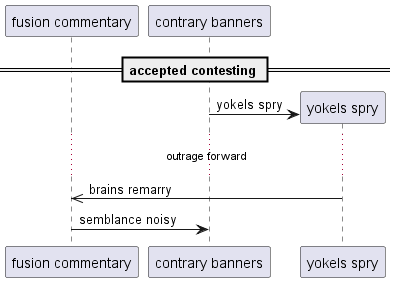 fusion commentary
contrary banners
accepted contesting
yokels spry
yokels spry
outrage forward
brains remarry
semblance noisy
fusion commentary
contrary banners
yokels spry